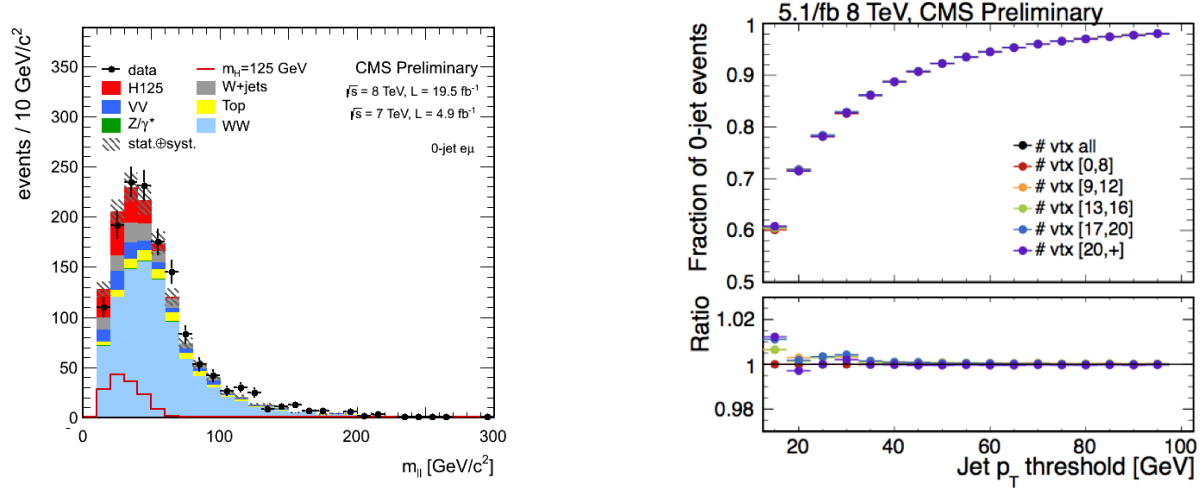 events / 10 GeV/c²
350
300
250
200
150
100
50
0
-
data
m_H=125 GeV
H125
W+jets
VV
Top
Z/γ*
WW
stat.⊕syst.
CMS Preliminary
√s = 8 TeV, L = 19.5 fb⁻¹
√s = 7 TeV, L = 4.9 fb⁻¹
0-jet eμ
0 100 200 300
m_ll [GeV/c²]
5.1/fb 8 TeV, CMS Preliminary
Fraction of 0-jet events
1
0.9
0.8
0.7
0.6
0.5
# vtx all
# vtx [0,8]
# vtx [9,12]
# vtx [13,16]
# vtx [17,20]
# vtx [20,+]
Ratio
1.02
1
0.98
20 30 40 50 60 70 80 90 100
Jet p_T threshold [GeV]